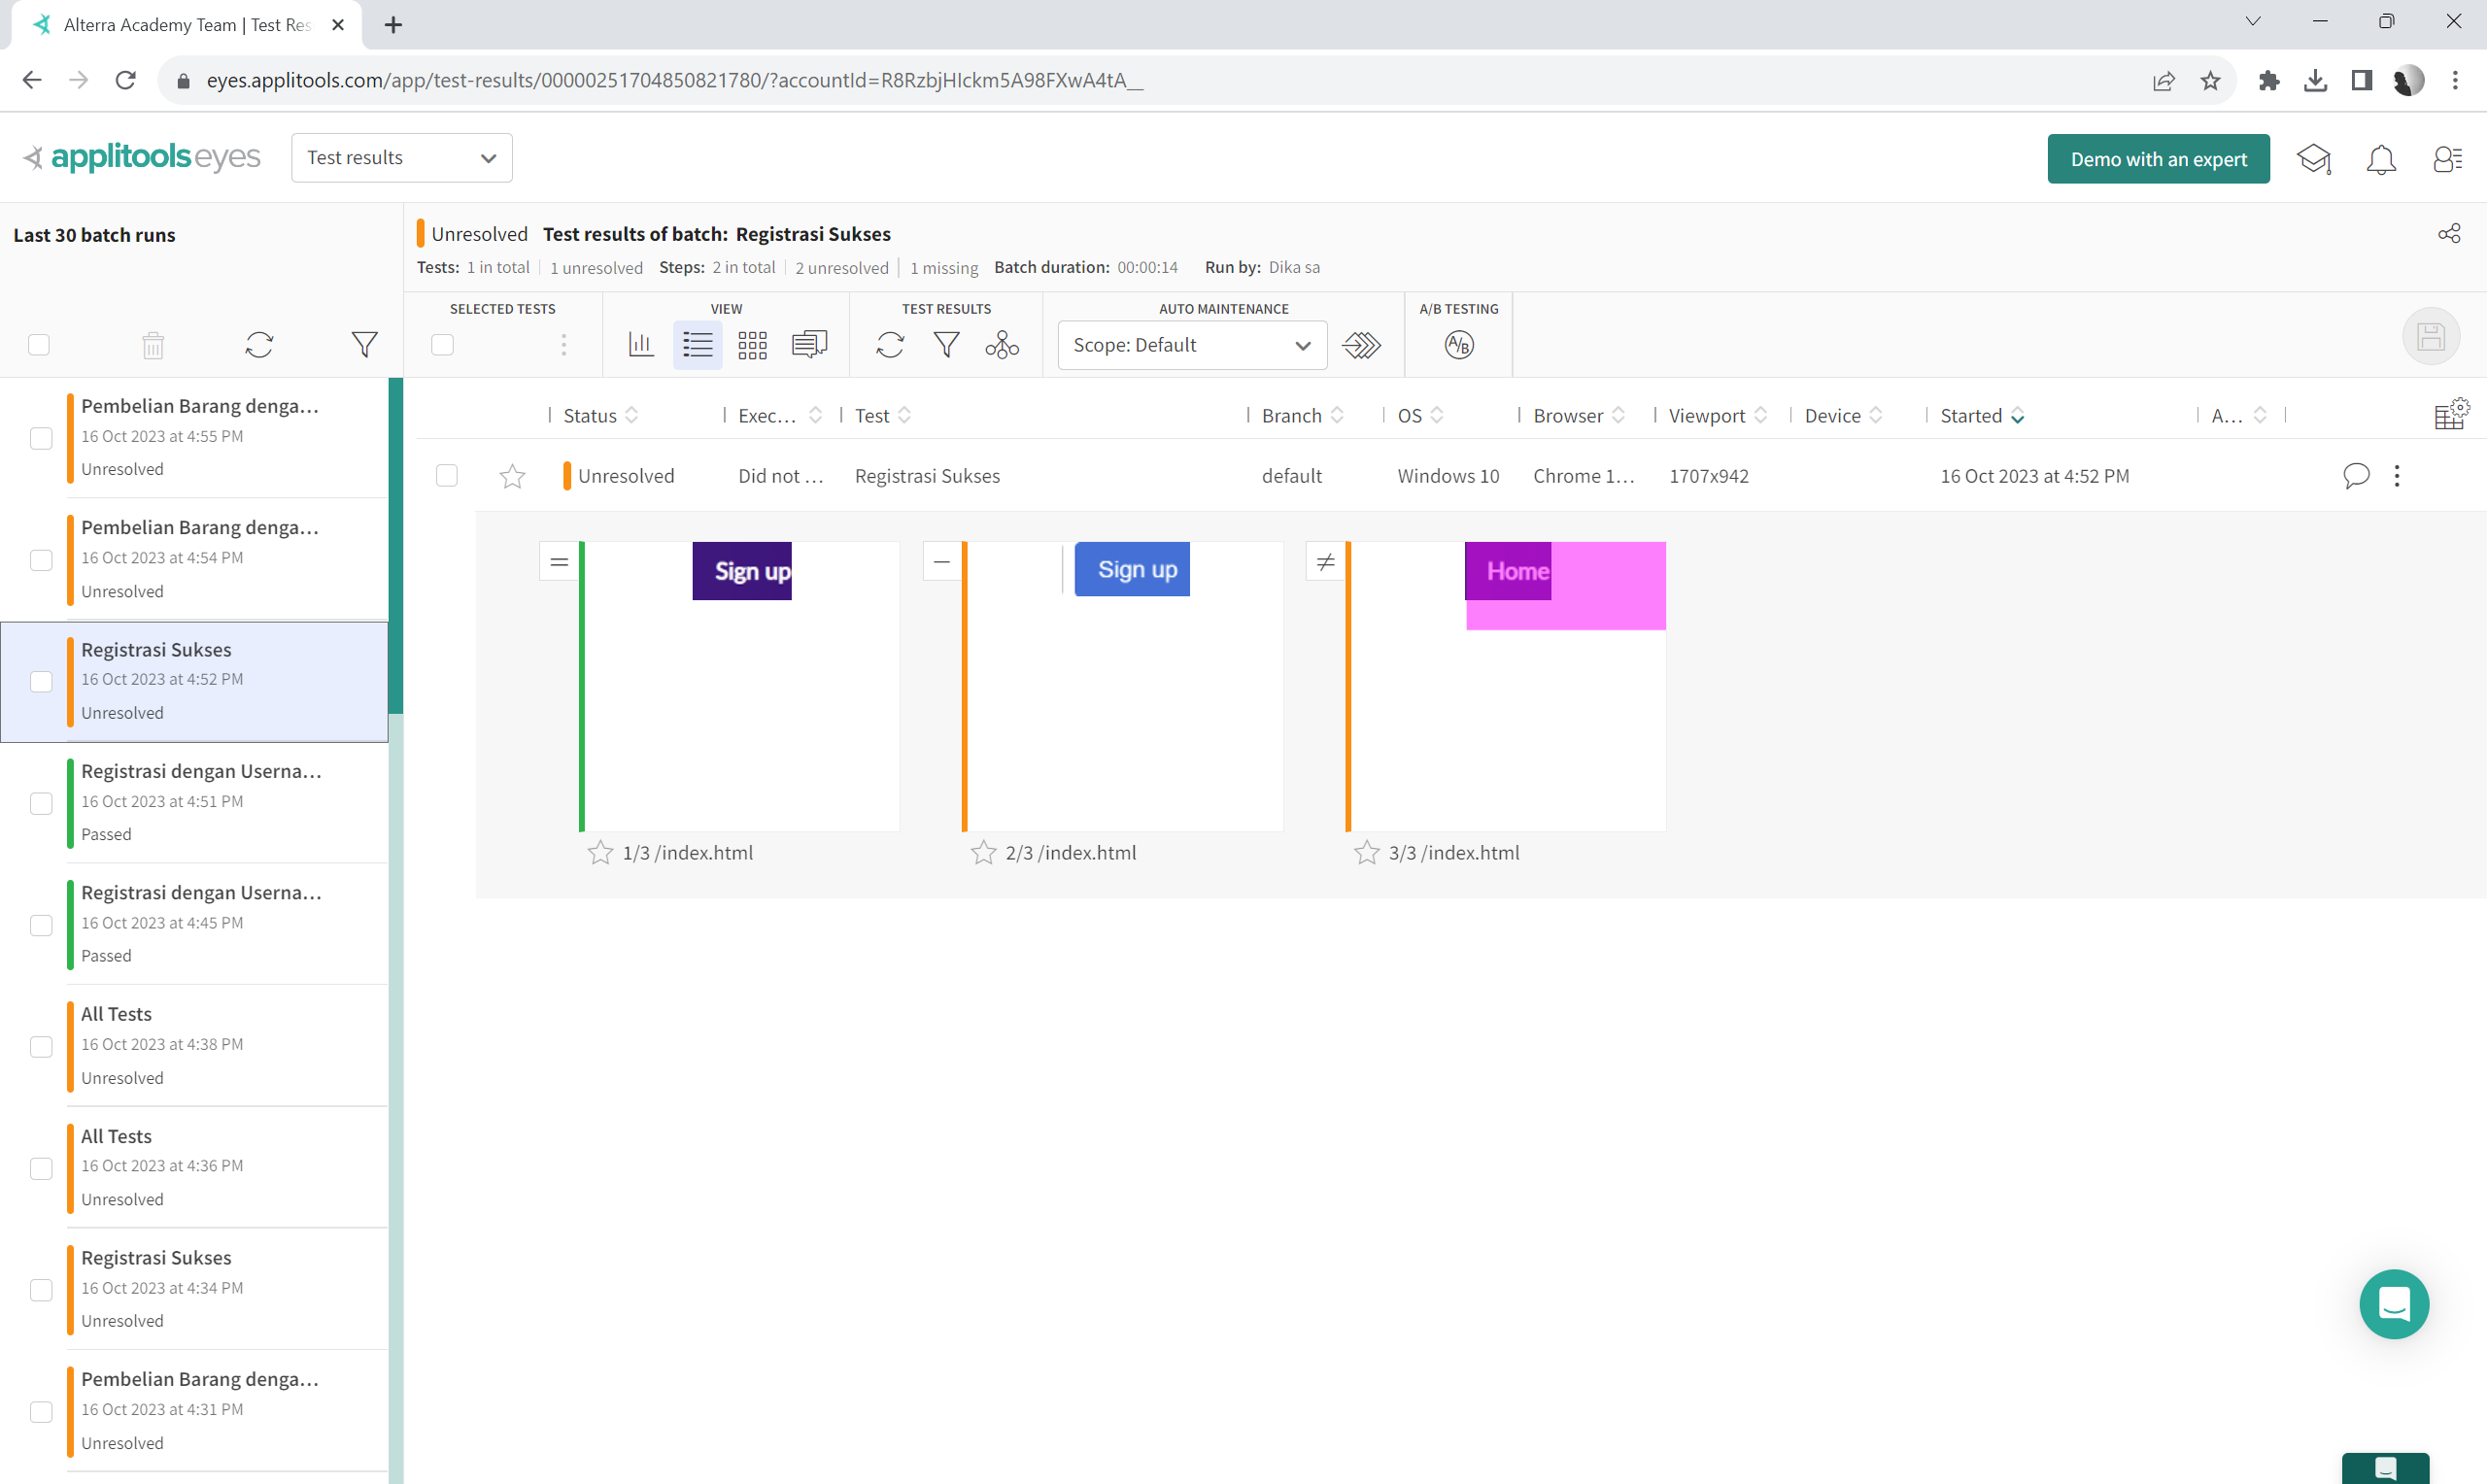 Alterra Academy Team | Test Res
eyes.applitools.com/app/test-results/00000251704850821780/?accountId=R8RzbjHIckm5A98FXwA4tA__
applitools eyes
Test results
Demo with an expert
Last 30 batch runs
Unresolved Test results of batch: Registrasi Sukses
Tests: 1 in total 1 unresolved Steps: 2 in total 2 unresolved 1 missing Batch duration: 00:00:14 Run by: Dika sa
SELECTED TESTS VIEW TEST RESULTS AUTO MAINTENANCE A/B TESTING
Scope: Default
A/B
Status Exec... Test Branch OS Browser Viewport Device Started A...
Unresolved Did not ... Registrasi Sukses default Windows 10 Chrome 1... 1707x942 16 Oct 2023 at 4:52 PM
Sign up
Sign up
Home
1/3 /index.html
2/3 /index.html
3/3 /index.html
Pembelian Barang denga...
16 Oct 2023 at 4:55 PM
Unresolved
Pembelian Barang denga...
16 Oct 2023 at 4:54 PM
Unresolved
Registrasi Sukses
16 Oct 2023 at 4:52 PM
Unresolved
Registrasi dengan Userna...
16 Oct 2023 at 4:51 PM
Passed
Registrasi dengan Userna...
16 Oct 2023 at 4:45 PM
Passed
All Tests
16 Oct 2023 at 4:38 PM
Unresolved
All Tests
16 Oct 2023 at 4:36 PM
Unresolved
Registrasi Sukses
16 Oct 2023 at 4:34 PM
Unresolved
Pembelian Barang denga...
16 Oct 2023 at 4:31 PM
Unresolved